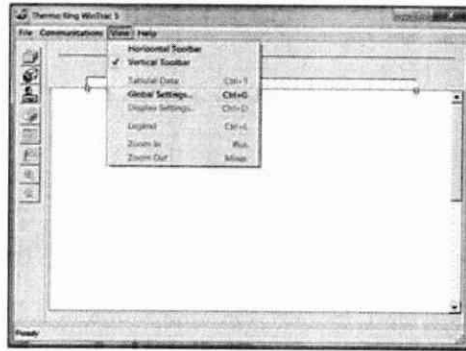 Thermo King WinTrac 5
File Communications View Help
Horizontal Toolbar
✓ Vertical Toolbar
Tabular Data Ctrl+T
Global Settings... Ctrl+G
Display Settings... Ctrl+D
Legend Ctrl+L
Zoom In Plus
Zoom Out Minus
Ready